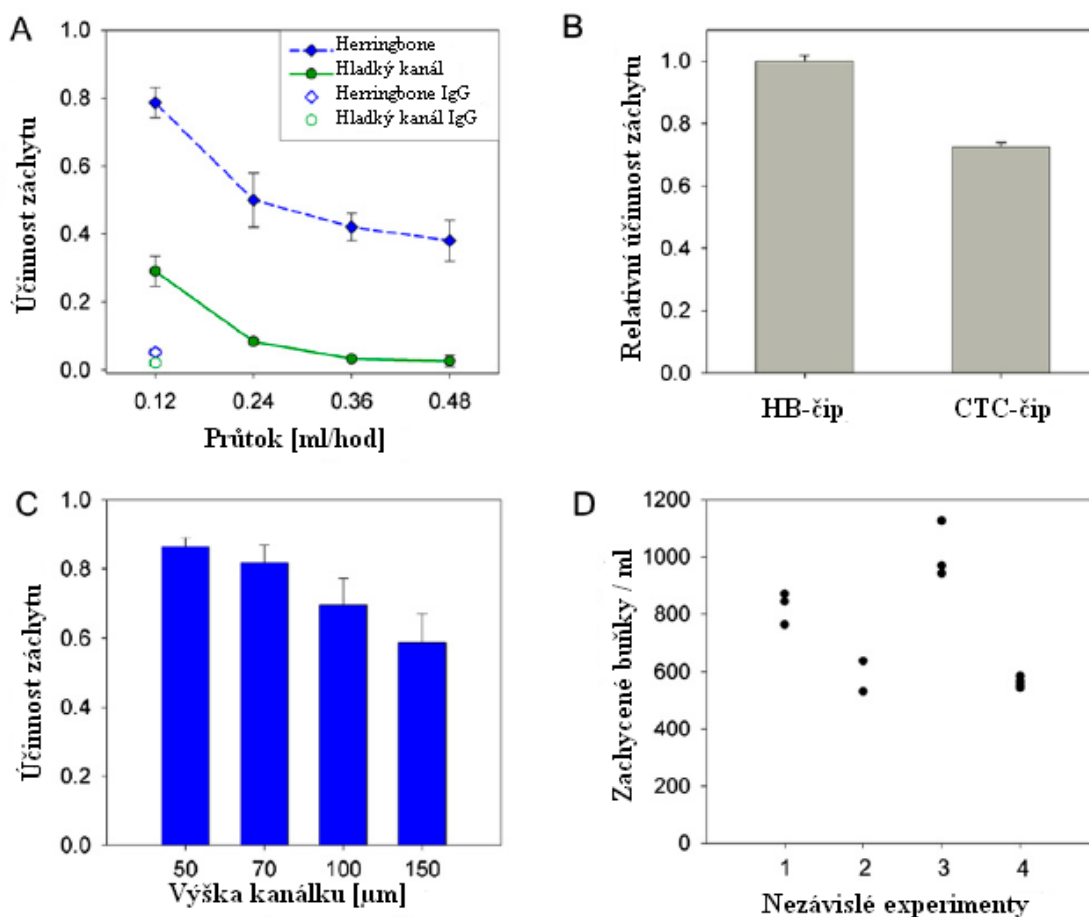 A
Účinnost záchytu
1.0
0.8
0.6
0.4
0.2
0.0
Herringbone
Hladký kanál
Herringbone IgG
Hladký kanál IgG
0.12 0.24 0.36 0.48
Průtok [ml/hod]
B
Relativní účinnost záchytu
1.0
0.8
0.6
0.4
0.2
0.0
HB-čip CTC-čip
C
Účinnost záchytu
1.0
0.8
0.6
0.4
0.2
0.0
50 70 100 150
Výška kanálku [μm]
D
Zachycené buňky / ml
1200
1000
800
600
400
200
0
1 2 3 4
Nezávislé experimenty